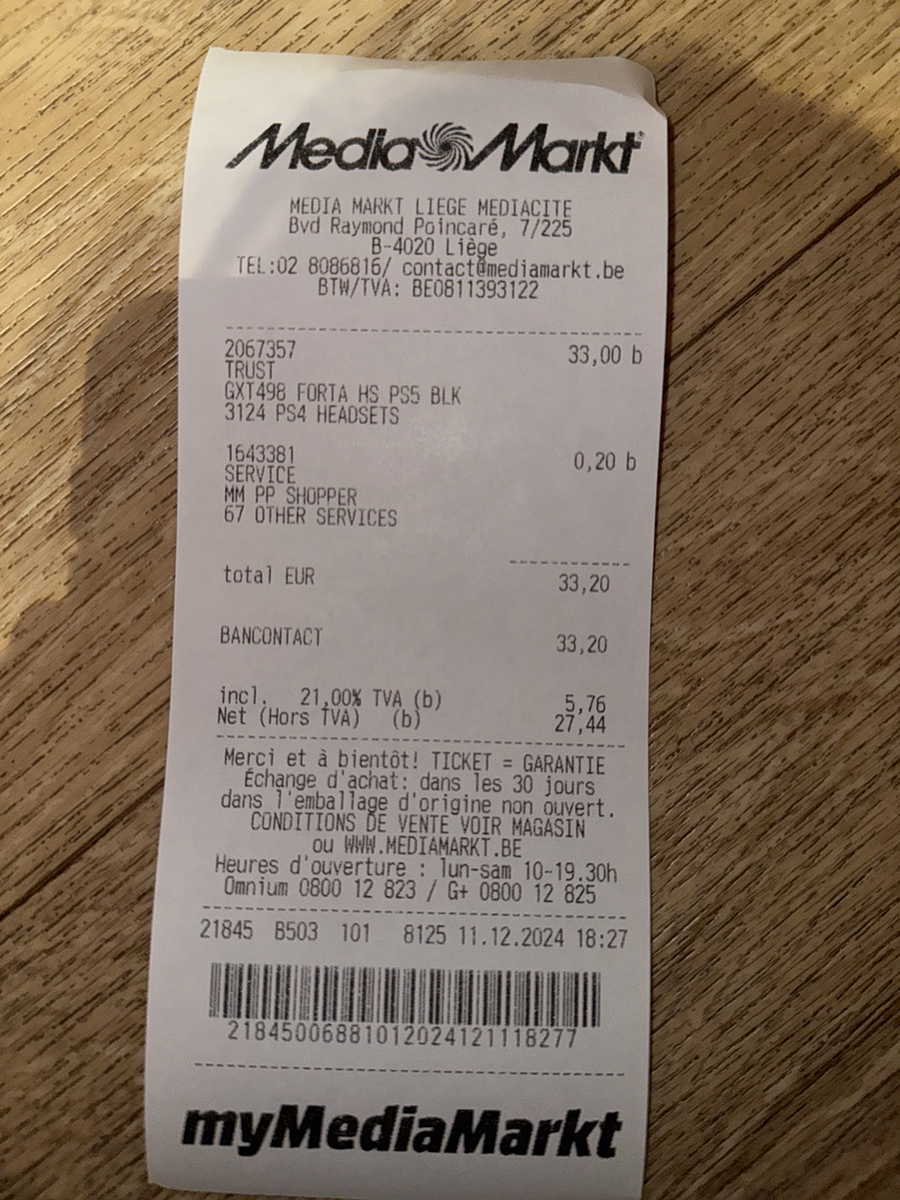 Media Markt
MEDIA MARKT LIEGE MEDIACITE
Bvd Raymond Poincaré, 7/225
B-4020 Liège
TEL:02 8086816/ contact@mediamarkt.be
BTW/TVA: BE0811393122
2067357 33,00 b
TRUST
GXT498 FORTA HS PS5 BLK
3124 PS4 HEADSETS
1643381 0,20 b
SERVICE
MM PP SHOPPER
67 OTHER SERVICES
total EUR 33,20
BANCONTACT 33,20
incl. 21,00% TVA (b) 5,76
Net (Hors TVA) (b) 27,44
Merci et à bientôt! TICKET = GARANTIE
Échange d'achat: dans les 30 jours
dans l'emballage d'origine non ouvert.
CONDITIONS DE VENTE VOIR MAGASIN
ou WWW.MEDIAMARKT.BE
Heures d'ouverture : lun-sam 10-19.30h
Omnium 0800 12 823 / G+ 0800 12 825
21845 B503 101 8125 11.12.2024 18:27
21845006881012024121118277
myMediaMarkt